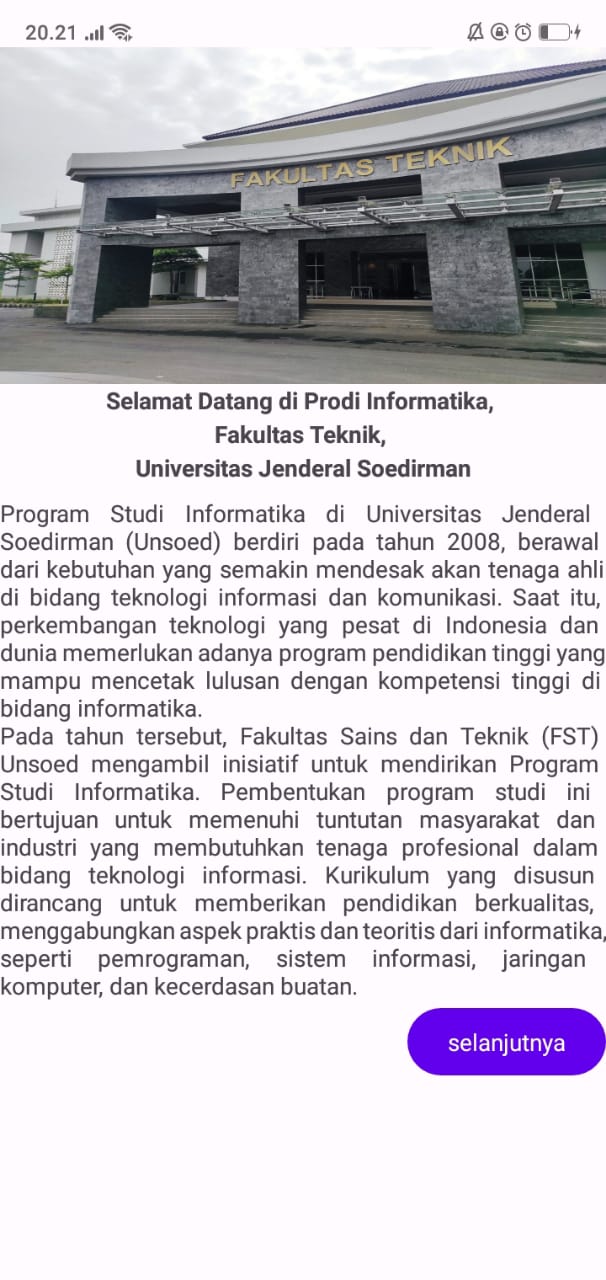 20.21
FAKULTAS TEKNIK
Selamat Datang di Prodi Informatika,
Fakultas Teknik,
Universitas Jenderal Soedirman
Program Studi Informatika di Universitas Jenderal
Soedirman (Unsoed) berdiri pada tahun 2008, berawal
dari kebutuhan yang semakin mendesak akan tenaga ahli
di bidang teknologi informasi dan komunikasi. Saat itu,
perkembangan teknologi yang pesat di Indonesia dan
dunia memerlukan adanya program pendidikan tinggi yang
mampu mencetak lulusan dengan kompetensi tinggi di
bidang informatika.
Pada tahun tersebut, Fakultas Sains dan Teknik (FST)
Unsoed mengambil inisiatif untuk mendirikan Program
Studi Informatika. Pembentukan program studi ini
bertujuan untuk memenuhi tuntutan masyarakat dan
industri yang membutuhkan tenaga profesional dalam
bidang teknologi informasi. Kurikulum yang disusun
dirancang untuk memberikan pendidikan berkualitas,
menggabungkan aspek praktis dan teoritis dari informatika,
seperti pemrograman, sistem informasi, jaringan
komputer, dan kecerdasan buatan.
selanjutnya